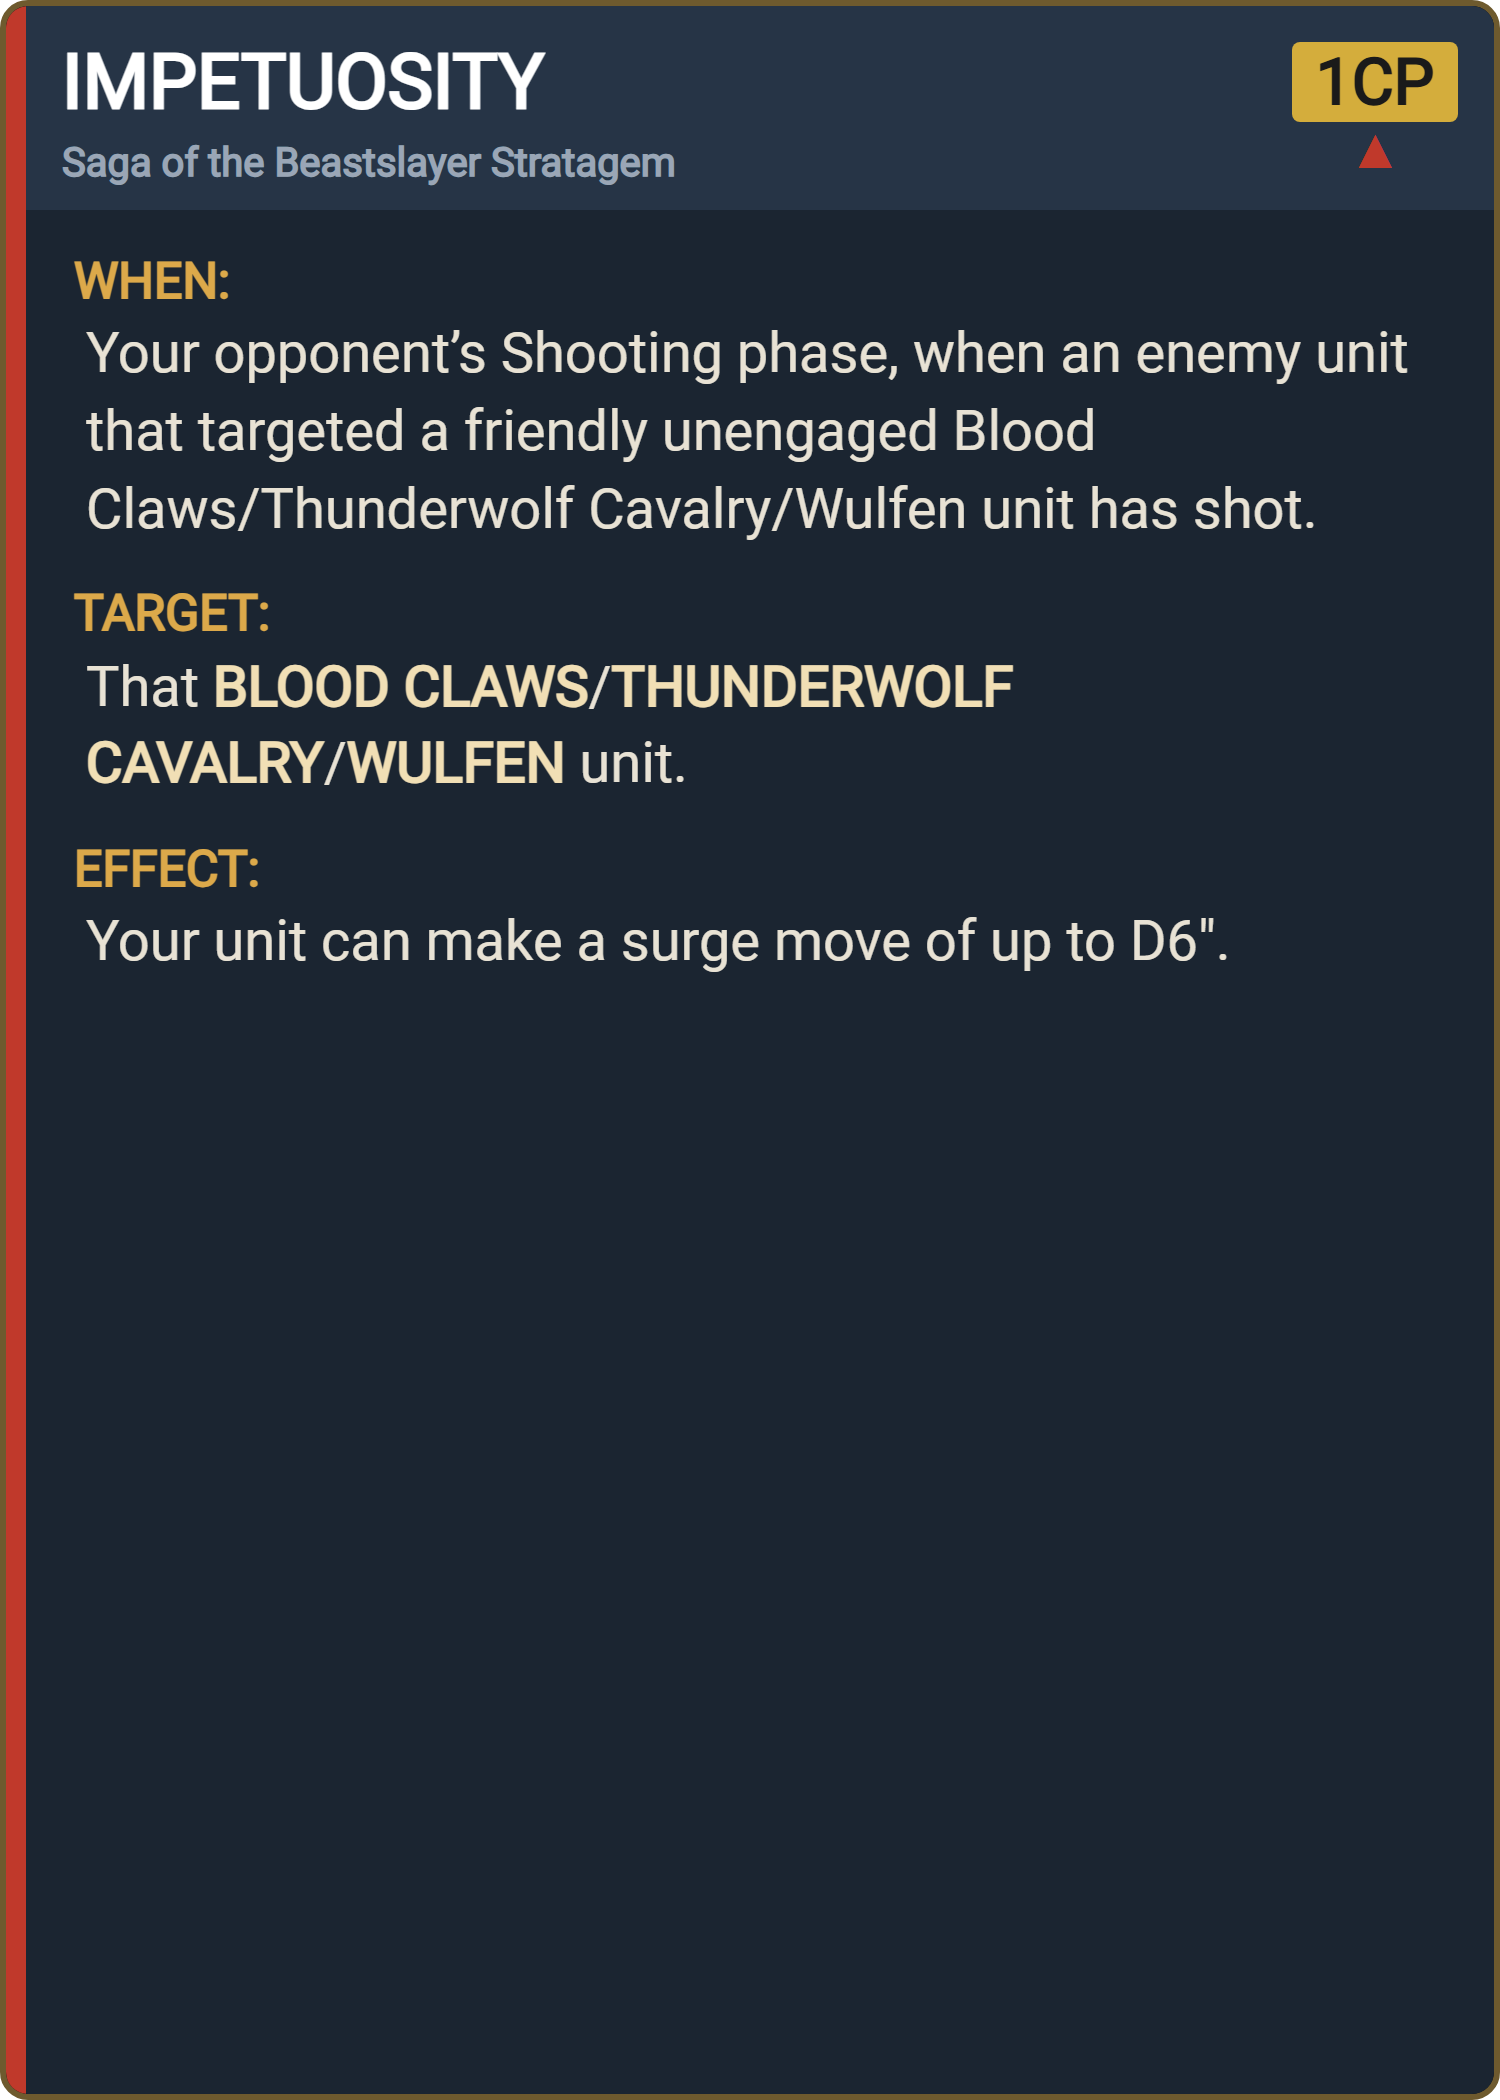 IMPETUOSITY
1CP
Saga of the Beastslayer Stratagem
WHEN:
Your opponent’s Shooting phase, when an enemy unit
that targeted a friendly unengaged Blood
Claws/Thunderwolf Cavalry/Wulfen unit has shot.
TARGET:
That BLOOD CLAWS/THUNDERWOLF
CAVALRY/WULFEN unit.
EFFECT:
Your unit can make a surge move of up to D6".